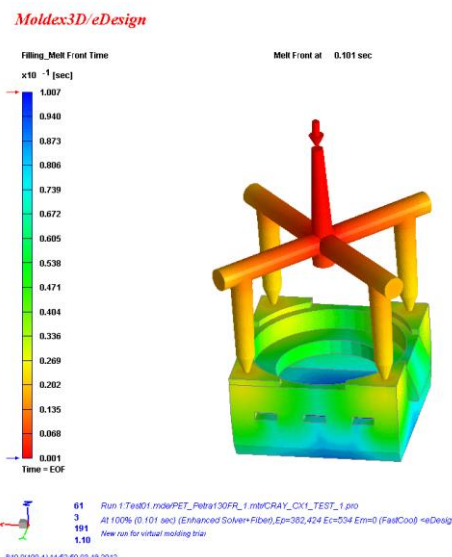 Moldex3D/eDesign
Filling_Melt Front Time
Melt Front at 0.101 sec
x10 -1 [sec]
1.007
0.940
0.873
0.806
0.739
0.672
0.605
0.538
0.471
0.404
0.336
0.269
0.202
0.135
0.068
0.001
Time = EOF
61 Run 1:Test01.mde/PET_Petra130FR_1.mtr/CRAY_CX1_TEST_1.pro
3 At 100% (0.101 sec) (Enhanced Solver+Fiber),Ep=382,424 Ec=534 Em=0 (FastCool) <eDesig
191 New run for virtual molding trial
1.10